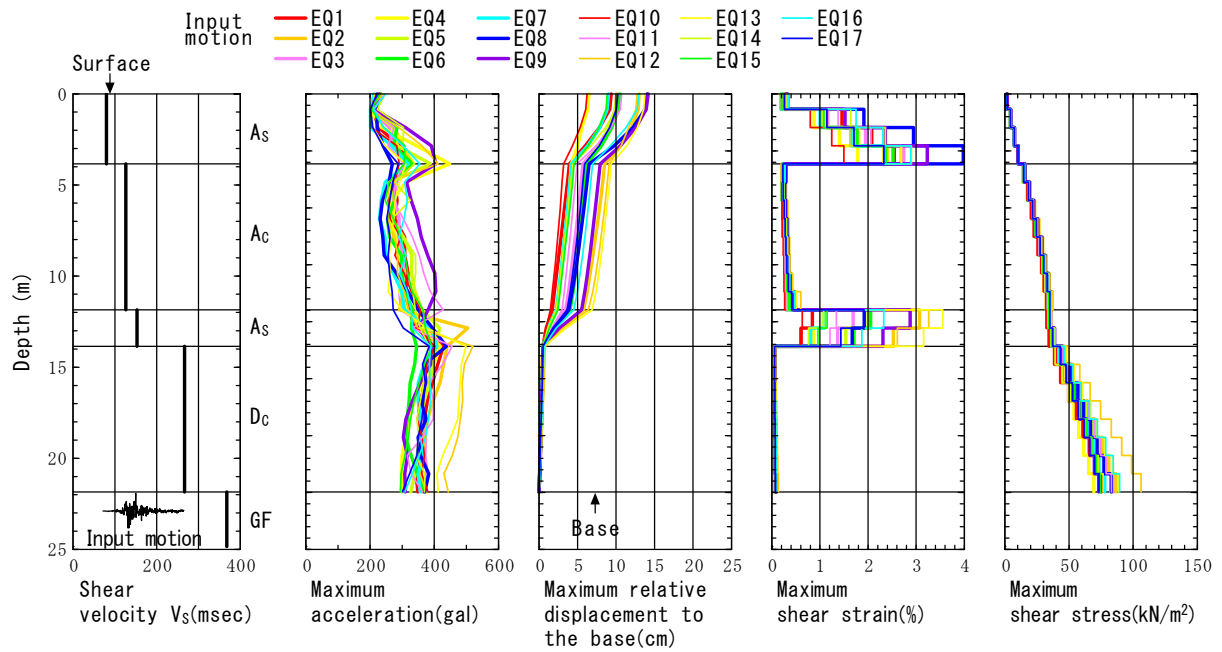 Input motion
EQ1 EQ4 EQ7 EQ10 EQ13 EQ16
EQ2 EQ5 EQ8 EQ11 EQ14 EQ17
EQ3 EQ6 EQ9 EQ12 EQ15
Surface
Depth (m)
0
5
10
15
20
25
As
Ac
As
Dc
GF
Input motion
0 200 400
Shear
velocity Vs(msec)
0 200 400 600
Maximum
acceleration(gal)
Base
0 5 10 15 20 25
Maximum relative
displacement to
the base(cm)
0 1 2 3 4
Maximum
shear strain(%)
0 50 100 150
Maximum
shear stress(kN/m²)